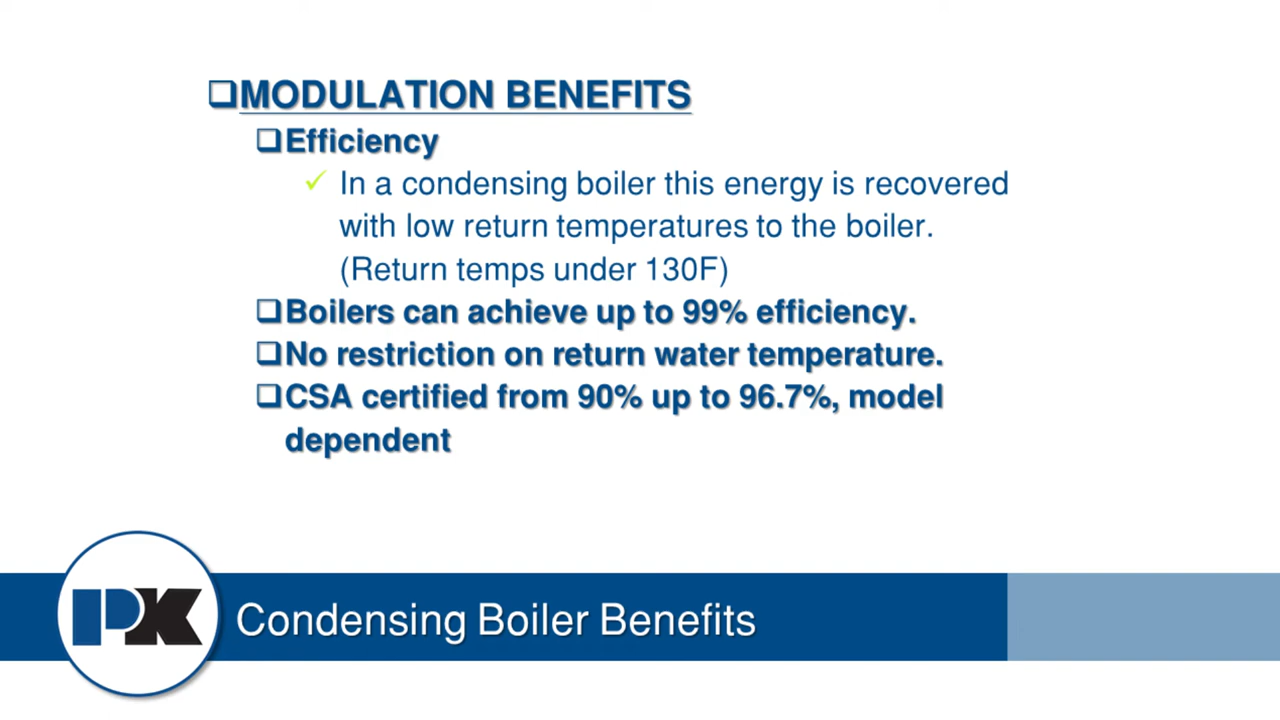 MODULATION BENEFITS
Efficiency
In a condensing boiler this energy is recovered
with low return temperatures to the boiler.
(Return temps under 130F)
Boilers can achieve up to 99% efficiency.
No restriction on return water temperature.
CSA certified from 90% up to 96.7%, model
dependent
PK
Condensing Boiler Benefits